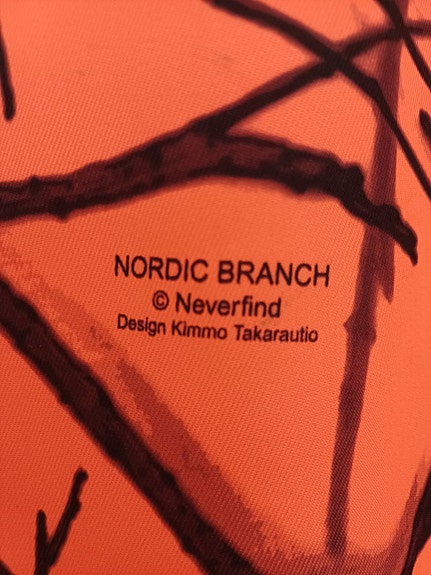 NORDIC BRANCH
© Neverfind
Design Kimmo Takarautio